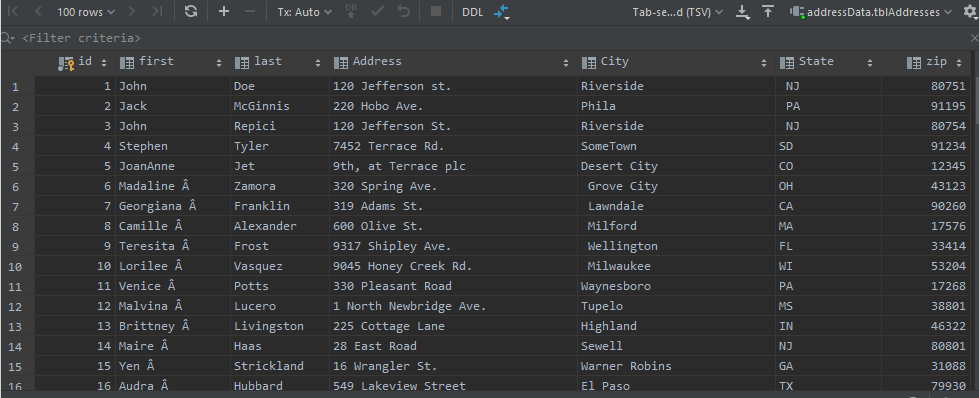 100 rows Tx: Auto DB DDL Tab-se...d (TSV) addressData.tblAddresses
<Filter criteria>
id first last Address City State zip
1 1 John Doe 120 Jefferson st. Riverside NJ 80751
2 2 Jack McGinnis 220 Hobo Ave. Phila PA 91195
3 3 John Repici 120 Jefferson St. Riverside NJ 80754
4 4 Stephen Tyler 7452 Terrace Rd. SomeTown SD 91234
5 5 JoanAnne Jet 9th, at Terrace plc Desert City CO 12345
6 6 Madaline Â Zamora 320 Spring Ave. Grove City OH 43123
7 7 Georgiana Â Franklin 319 Adams St. Lawndale CA 90260
8 8 Camille Â Alexander 600 Olive St. Milford MA 17576
9 9 Teresita Â Frost 9317 Shipley Ave. Wellington FL 33414
10 10 Lorilee Â Vasquez 9045 Honey Creek Rd. Milwaukee WI 53204
11 11 Venice Â Potts 330 Pleasant Road Waynesboro PA 17268
12 12 Malvina Â Lucero 1 North Newbridge Ave. Tupelo MS 38801
13 13 Brittney Â Livingston 225 Cottage Lane Highland IN 46322
14 14 Maire Â Haas 28 East Road Sewell NJ 80801
15 15 Yen Â Strickland 16 Wrangler St. Warner Robins GA 31088
16 16 Audra Â Hubbard 549 Lakeview Street El Paso TX 79930